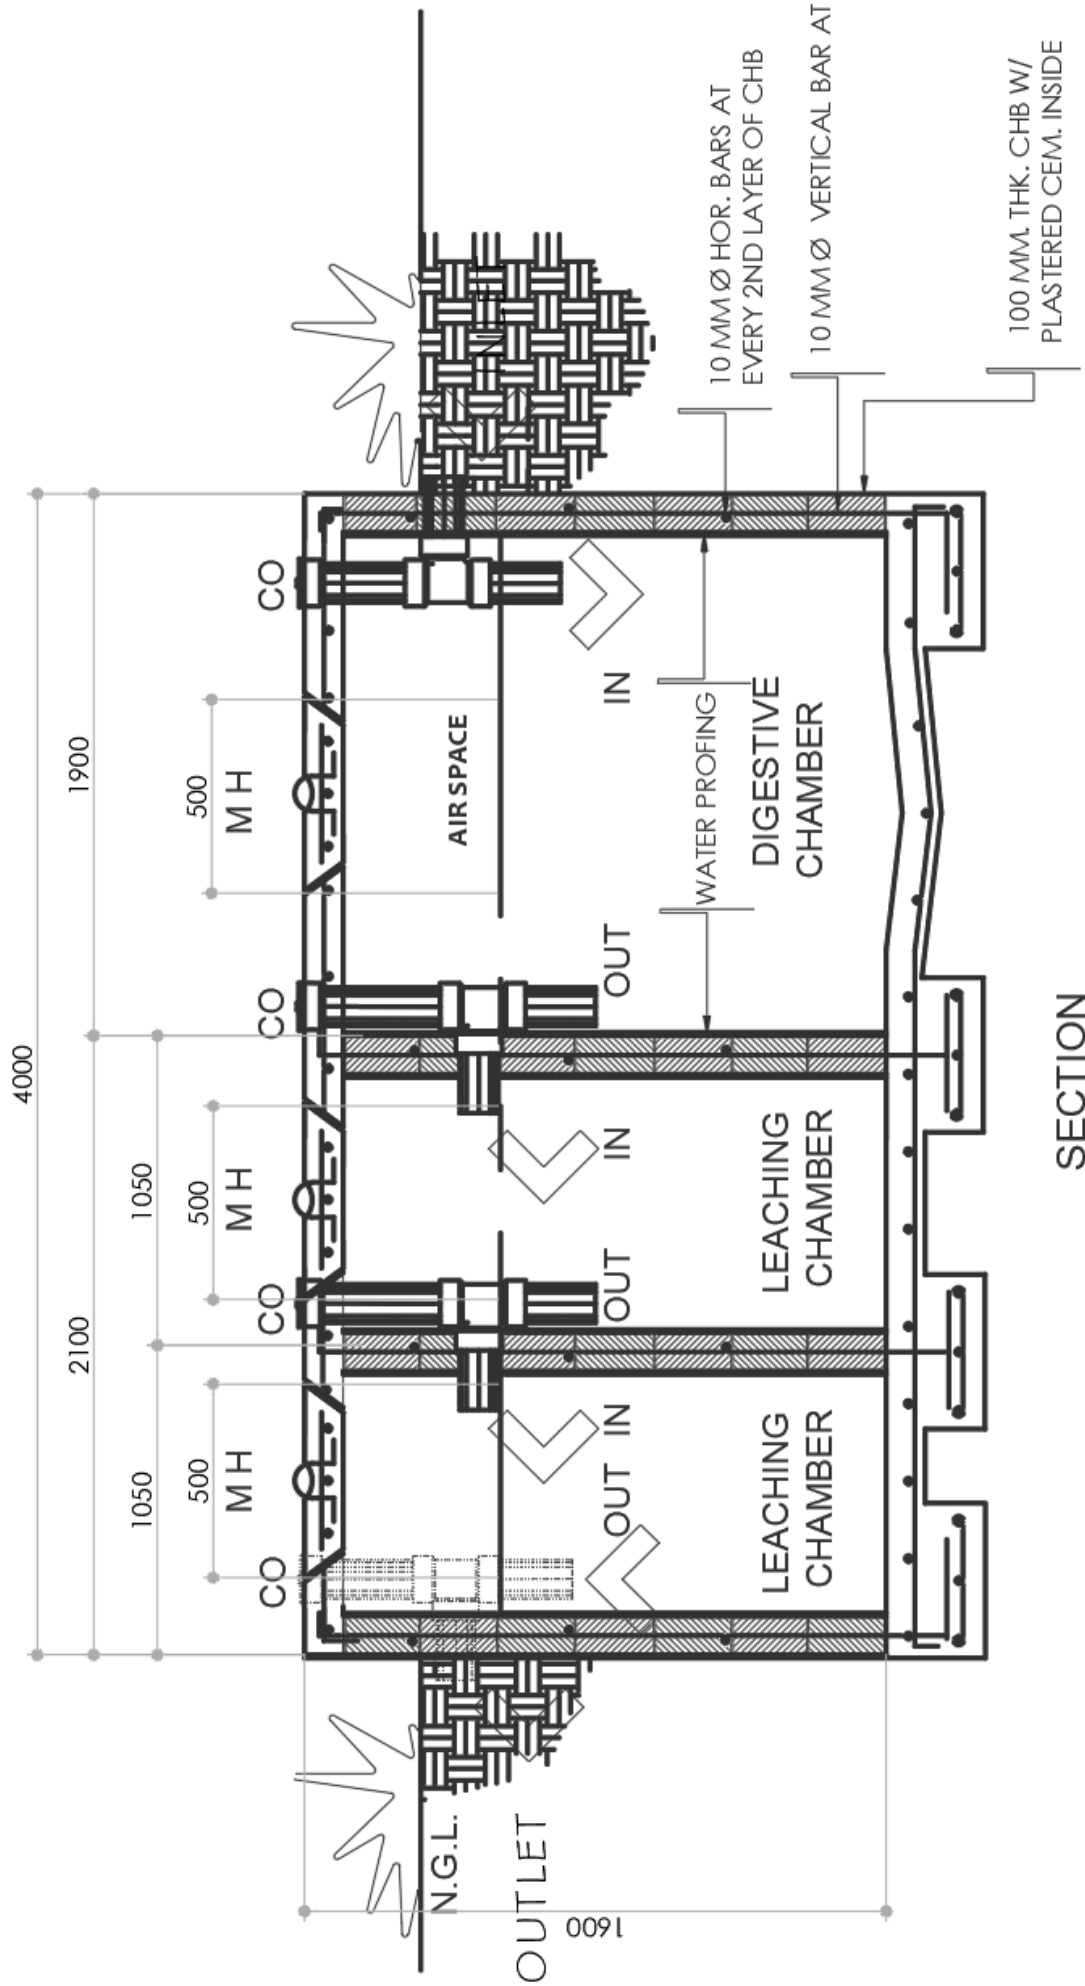 4000
2100
1900
1050
1050
500
500
500
M H
M H
M H
CO
CO
CO
CO
N.G.L.
OUTLET
1600
AIR SPACE
INLET
OUT
IN
OUT
IN
OUT
IN
WATER PROFING
LEACHING
CHAMBER
LEACHING
CHAMBER
DIGESTIVE
CHAMBER
10 MM Ø HOR. BARS AT
EVERY 2ND LAYER OF CHB
10 MM Ø VERTICAL BAR AT
100 MM. THK. CHB W/
PLASTERED CEM. INSIDE
SECTION